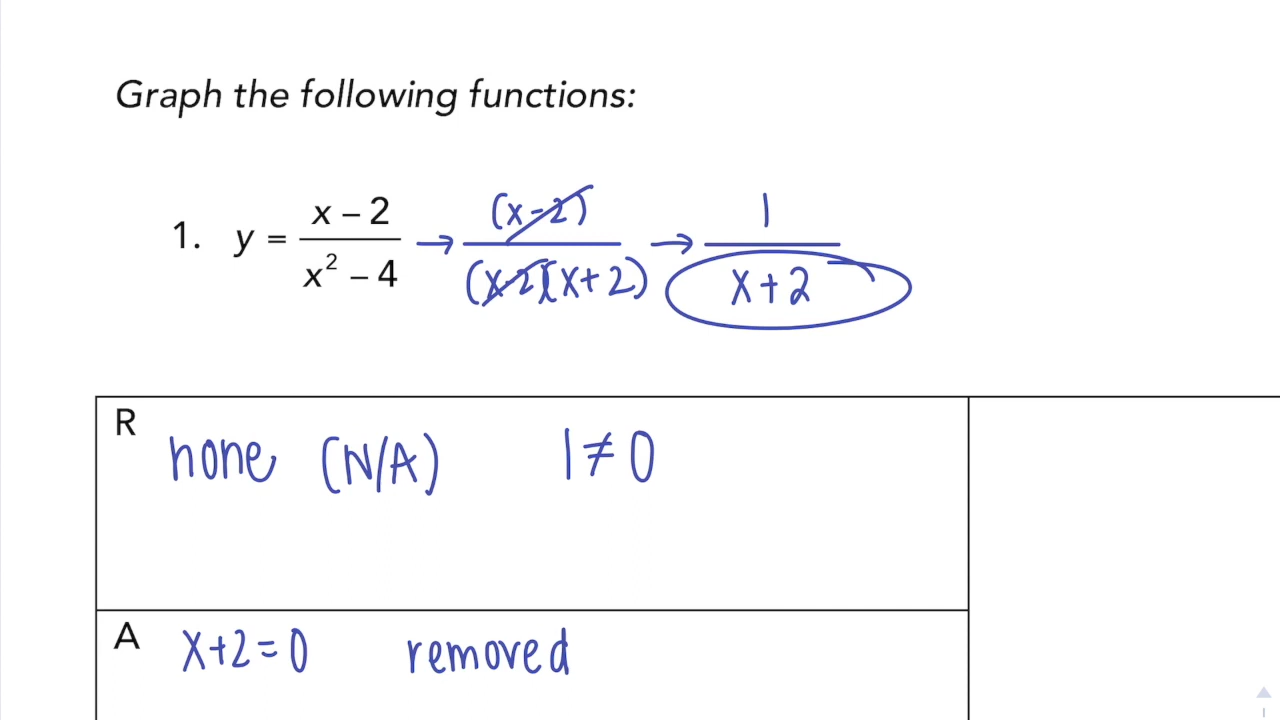 Graph the following functions:
1. y = (x – 2)/(x² – 4) → (x-2)/((x-2)(x+2)) → 1/(x+2)
R
none (N/A) 1 ≠ 0
A
x+2=0 removed